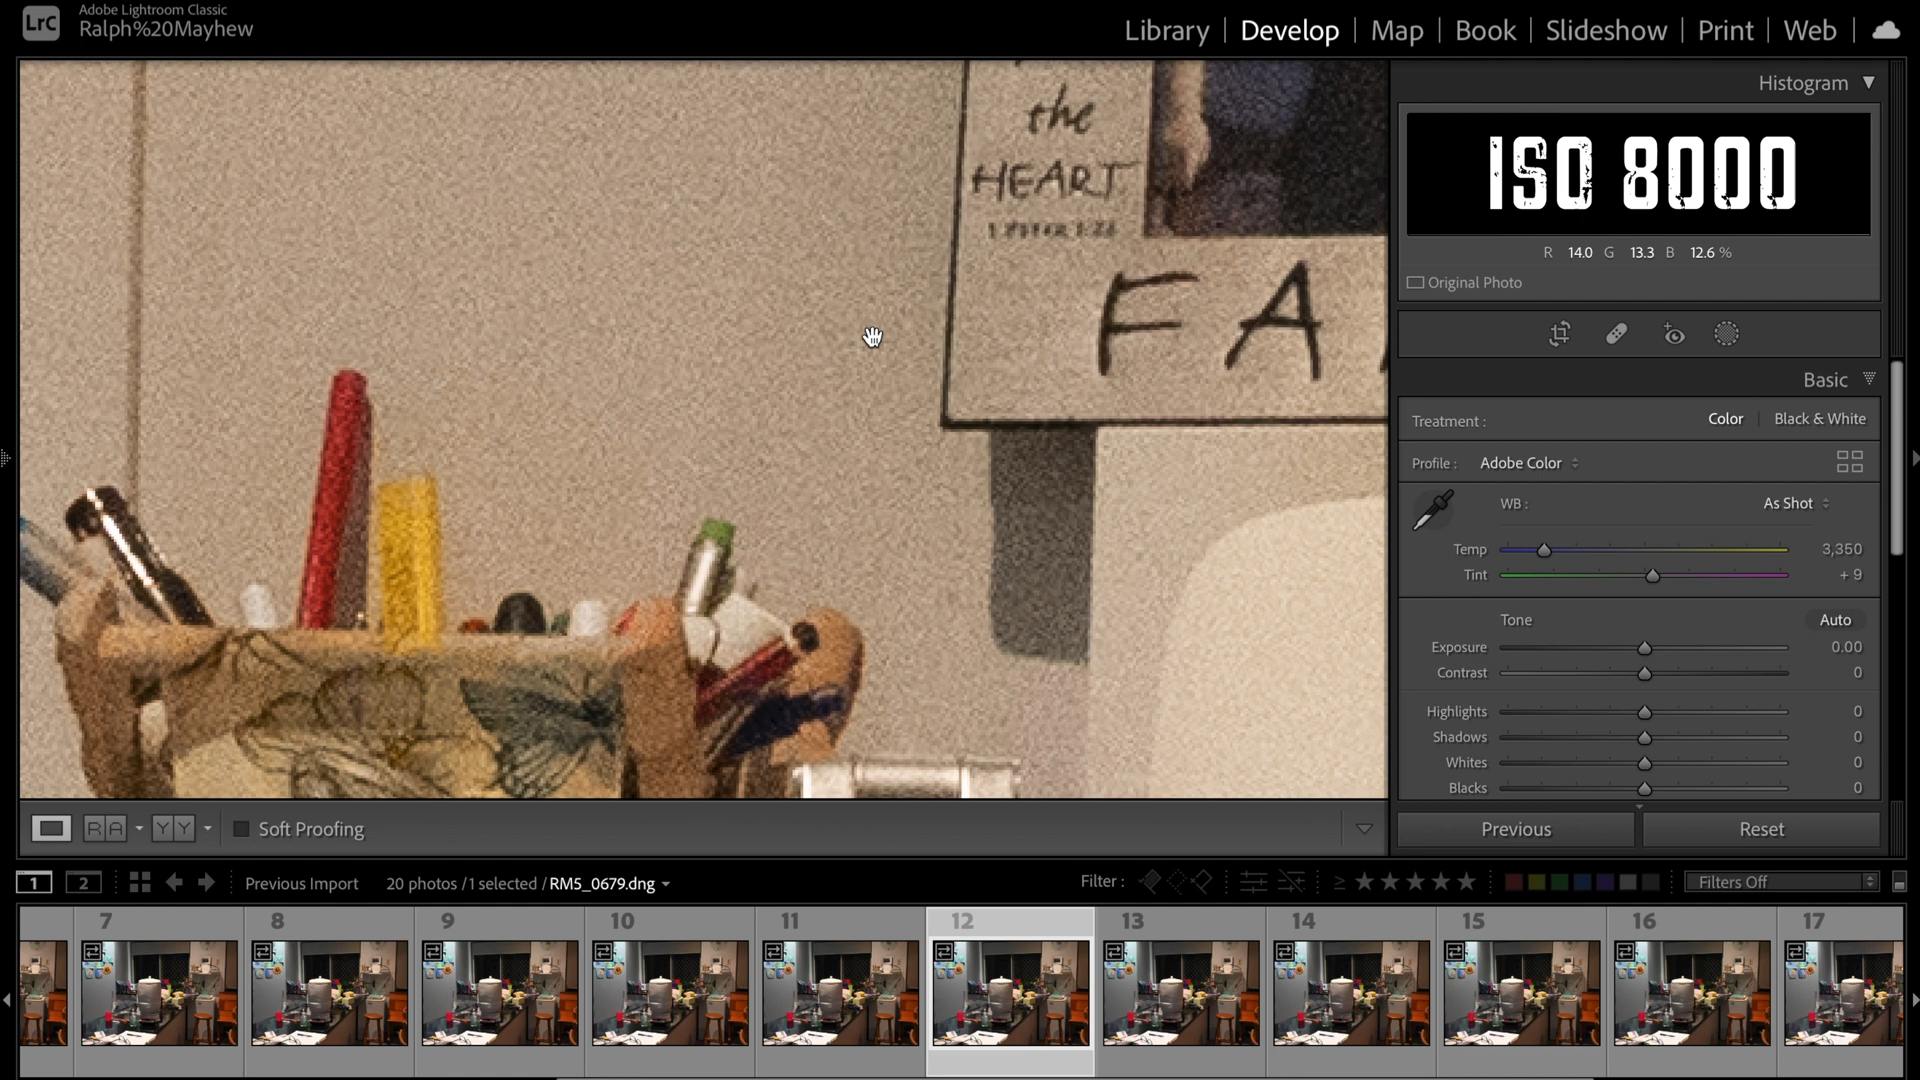 LrC
Adobe Lightroom Classic
Ralph%20Mayhew
Library | Develop | Map | Book | Slideshow | Print | Web
the
HEART
FA
Histogram
ISO 8000
R 14.0 G 13.3 B 12.6 %
Original Photo
Basic
Treatment : Color | Black & White
Profile : Adobe Color
WB : As Shot
Temp 3,350
Tint + 9
Tone Auto
Exposure 0.00
Contrast 0
Highlights 0
Shadows 0
Whites 0
Blacks 0
RA YY Soft Proofing
Previous Reset
1 2 Previous Import 20 photos /1 selected /RM5_0679.dng Filter : ≥ ★★★★★ Filters Off
7 8 9 10 11 12 13 14 15 16 17